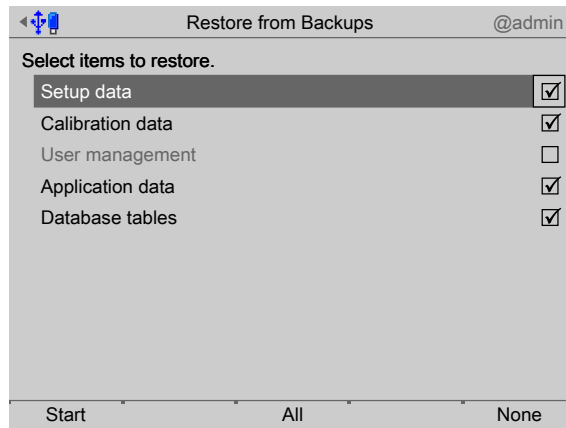 Restore from Backups @admin
Select items to restore.
Setup data
Calibration data
User management
Application data
Database tables
Start All None